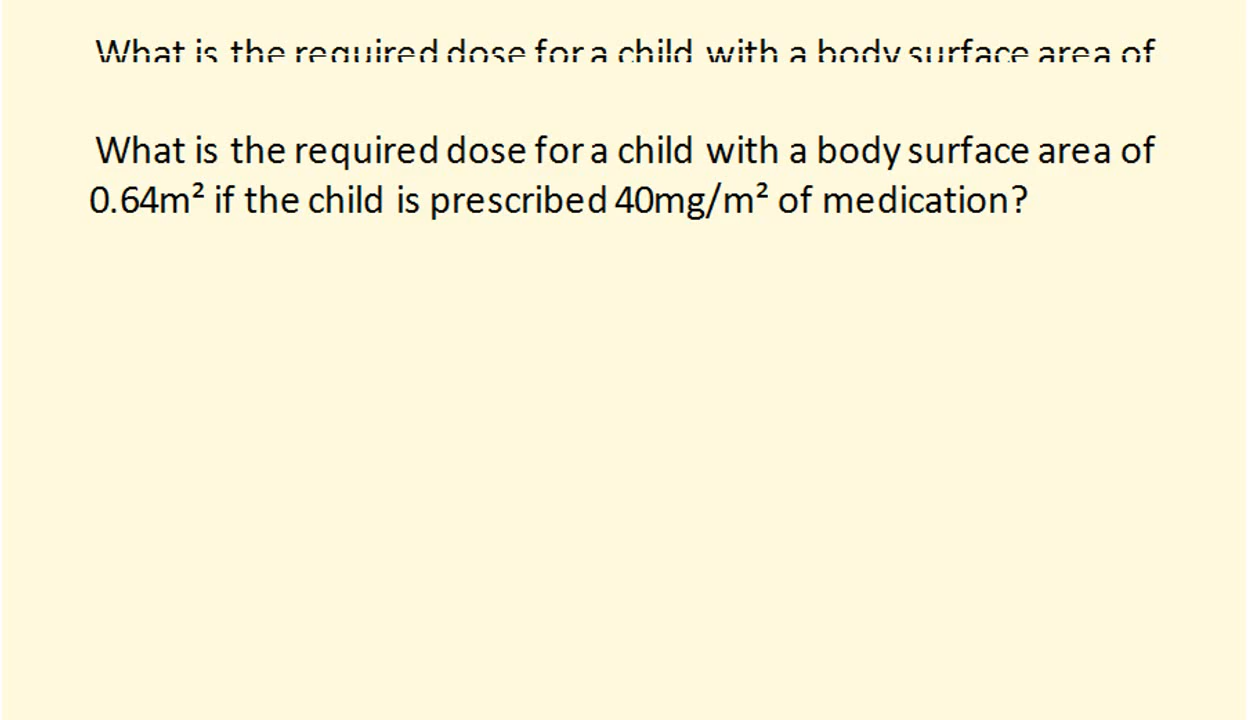 What is the required dose for a child with a body surface area of
What is the required dose for a child with a body surface area of
0.64m² if the child is prescribed 40mg/m² of medication?